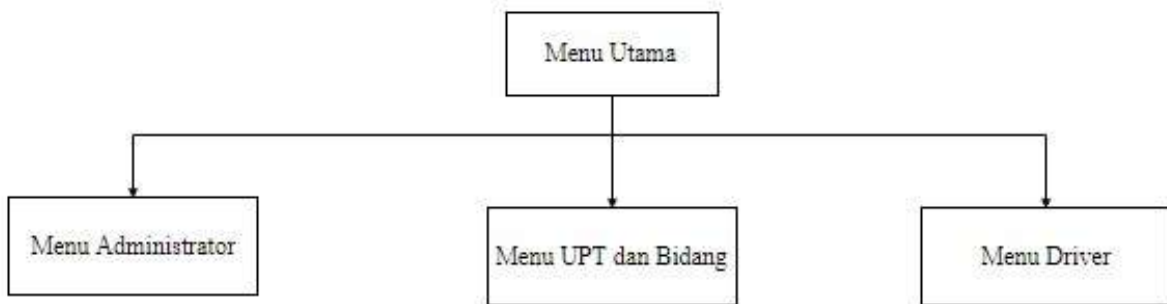 Menu Utama
Menu Administrator
Menu UPT dan Bidang
Menu Driver